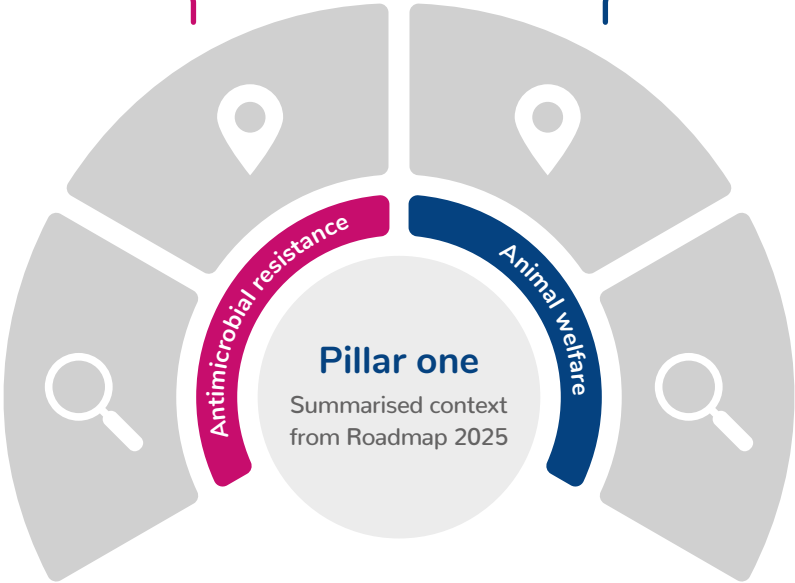 Antimicrobial resistance
Animal welfare
Pillar one
Summarised context
from Roadmap 2025